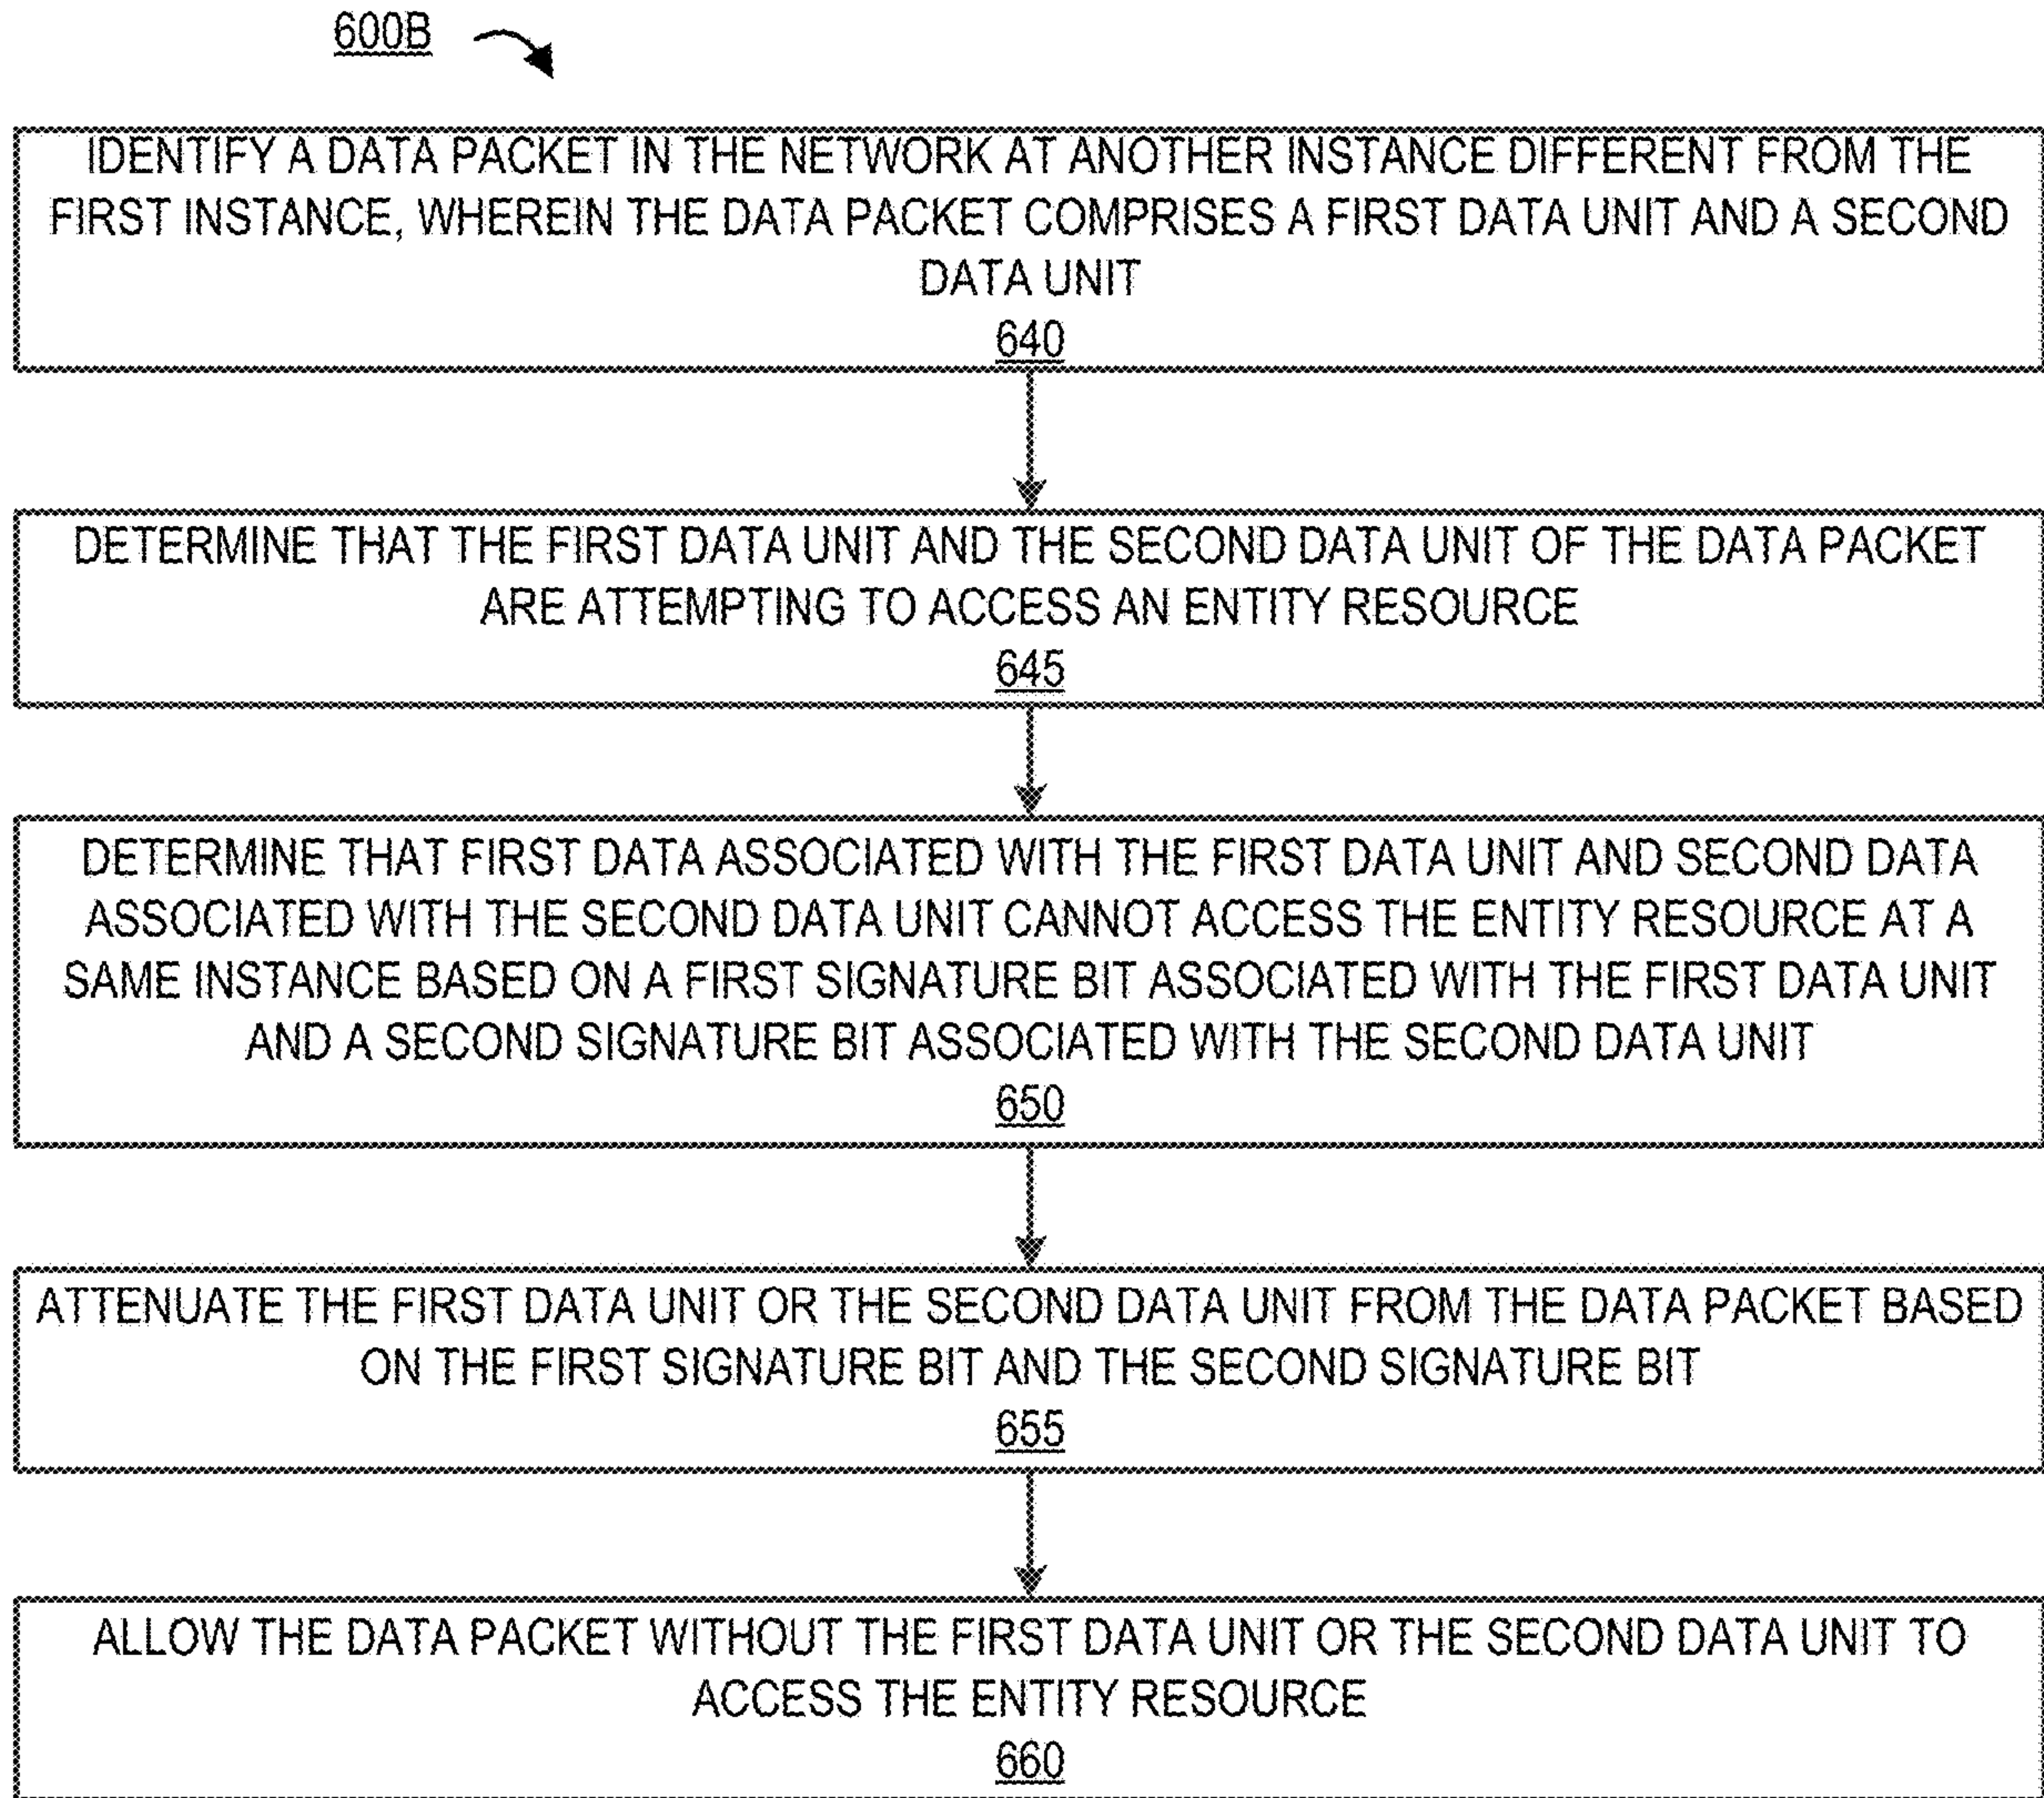 600B
IDENTIFY A DATA PACKET IN THE NETWORK AT ANOTHER INSTANCE DIFFERENT FROM THE
FIRST INSTANCE, WHEREIN THE DATA PACKET COMPRISES A FIRST DATA UNIT AND A SECOND
DATA UNIT
640
DETERMINE THAT THE FIRST DATA UNIT AND THE SECOND DATA UNIT OF THE DATA PACKET
ARE ATTEMPTING TO ACCESS AN ENTITY RESOURCE
645
DETERMINE THAT FIRST DATA ASSOCIATED WITH THE FIRST DATA UNIT AND SECOND DATA
ASSOCIATED WITH THE SECOND DATA UNIT CANNOT ACCESS THE ENTITY RESOURCE AT A
SAME INSTANCE BASED ON A FIRST SIGNATURE BIT ASSOCIATED WITH THE FIRST DATA UNIT
AND A SECOND SIGNATURE BIT ASSOCIATED WITH THE SECOND DATA UNIT
650
ATTENUATE THE FIRST DATA UNIT OR THE SECOND DATA UNIT FROM THE DATA PACKET BASED
ON THE FIRST SIGNATURE BIT AND THE SECOND SIGNATURE BIT
655
ALLOW THE DATA PACKET WITHOUT THE FIRST DATA UNIT OR THE SECOND DATA UNIT TO
ACCESS THE ENTITY RESOURCE
660